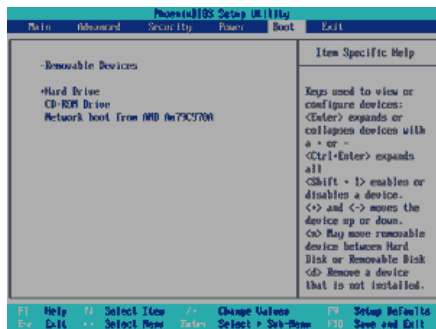 PhoenixBIOS Setup Utility
Main Advanced Security Power Boot Exit
-Removable Devices
+Hard Drive
CD-ROM Drive
Network boot from AMD Am79C970A
Item Specific Help
Keys used to view or
configure devices:
<Enter> expands or
collapses devices with
a + or -
<Ctrl+Enter> expands
all
<Shift + 1> enables or
disables a device.
<+> and <-> moves the
device up or down.
<n> May move removable
device between Hard
Disk or Removable Disk
<d> Remove a device
that is not installed.
F1 Help ↑↓ Select Item -/+ Change Values F9 Setup Defaults
Esc Exit ↔ Select Menu Enter Select ▶ Sub-Menu F10 Save and Exit